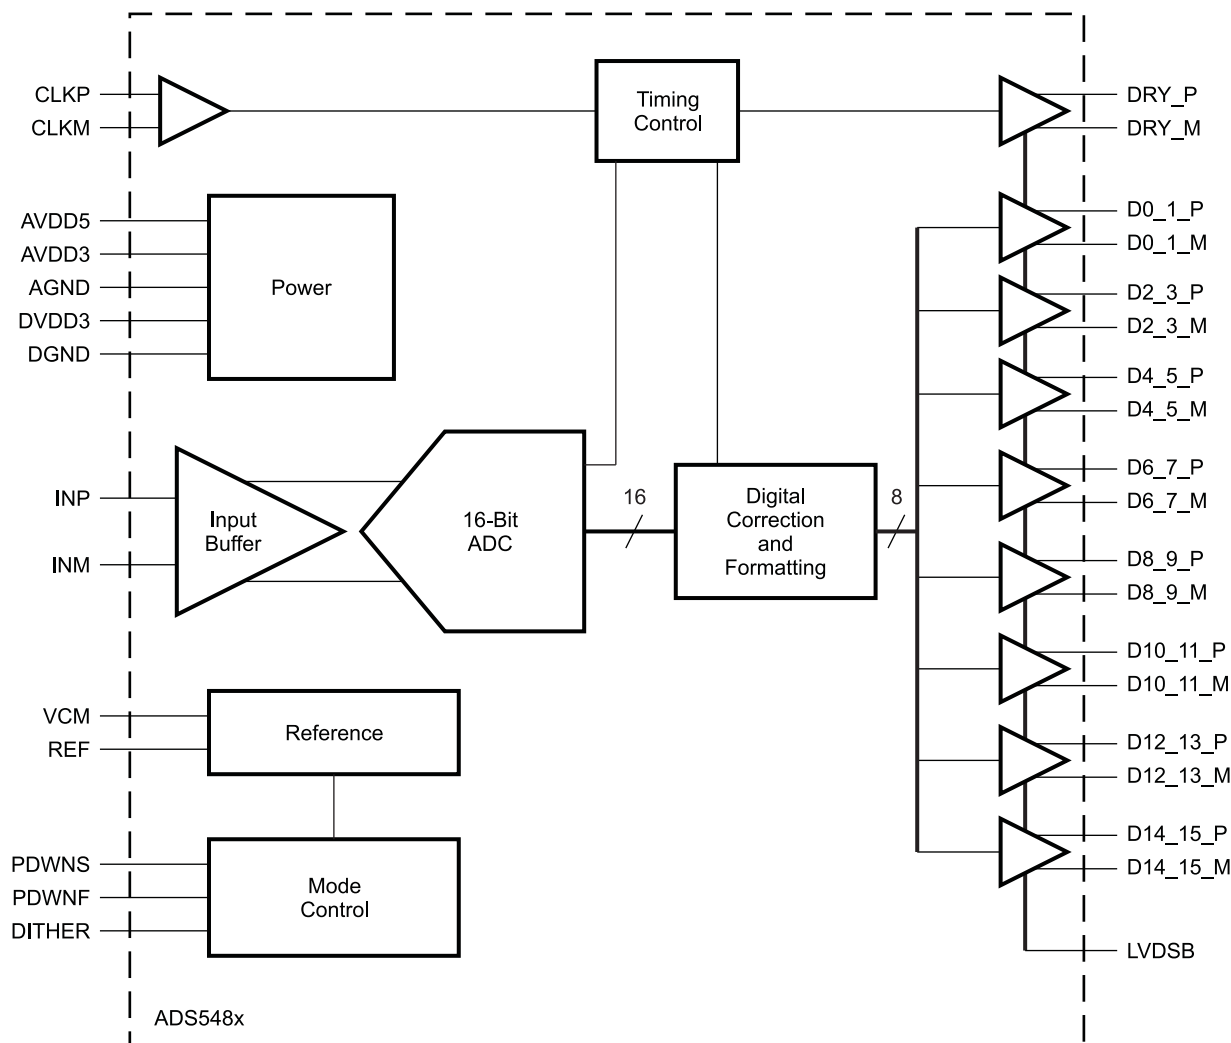 CLKP
CLKM
Timing
Control
DRY_P
DRY_M
AVDD5
AVDD3
AGND
DVDD3
DGND
Power
D0_1_P
D0_1_M
D2_3_P
D2_3_M
D4_5_P
D4_5_M
INP
INM
Input
Buffer
16-Bit
ADC
16
Digital
Correction
and
Formatting
8
D6_7_P
D6_7_M
D8_9_P
D8_9_M
D10_11_P
D10_11_M
VCM
REF
Reference
D12_13_P
D12_13_M
PDWNS
PDWNF
DITHER
Mode
Control
D14_15_P
D14_15_M
LVDSB
ADS548x